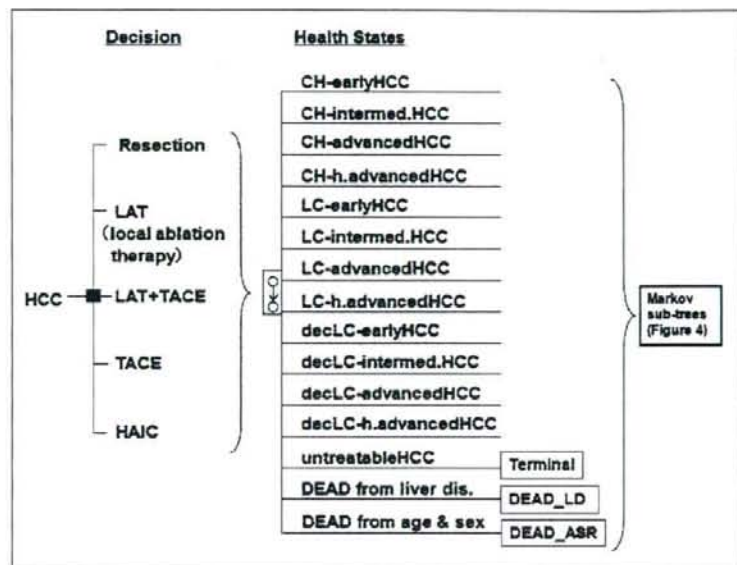 Decision
Health States
HCC
Resection
LAT
(local ablation
therapy)
LAT+TACE
TACE
HAIC
CH-earlyHCC
CH-intermed.HCC
CH-advancedHCC
CH-h.advancedHCC
LC-earlyHCC
LC-intermed.HCC
LC-advancedHCC
LC-h.advancedHCC
decLC-earlyHCC
decLC-intermed.HCC
decLC-advancedHCC
decLC-h.advancedHCC
untreatableHCC
Terminal
DEAD from liver dis.
DEAD_LD
DEAD from age & sex
DEAD_ASR
Markov
sub-trees
(Figure 4)